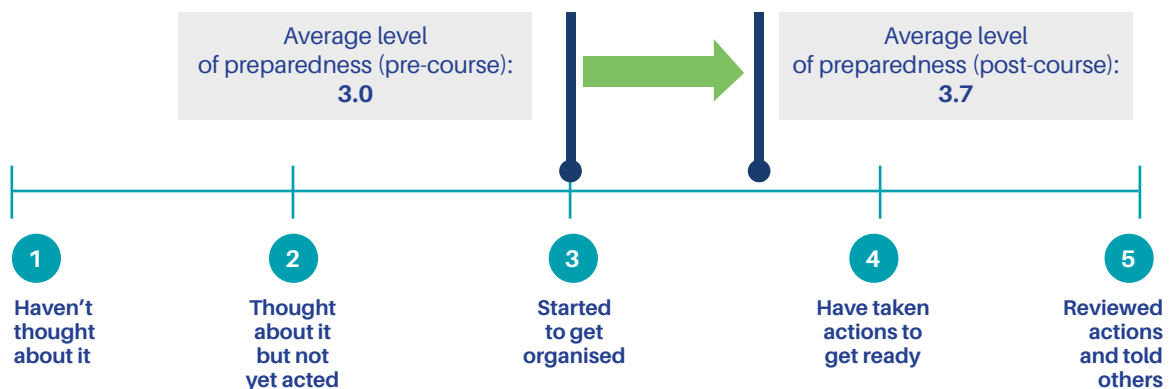 Average level
of preparedness (pre-course):
3.0
Average level
of preparedness (post-course):
3.7
1
Haven’t
thought
about it
2
Thought
about it
but not
yet acted
3
Started
to get
organised
4
Have taken
actions to
get ready
5
Reviewed
actions
and told
others